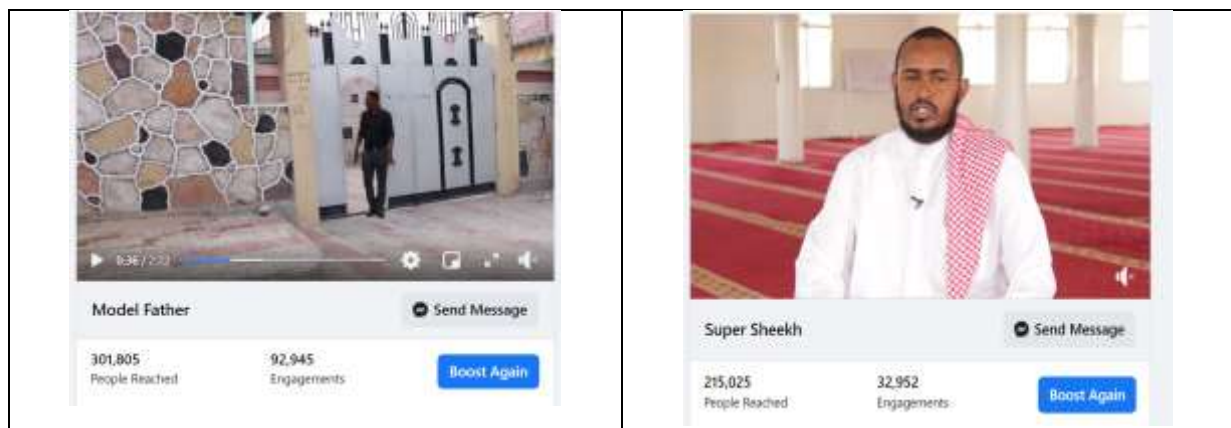 Model Father
Send Message
301,805
92,945
People Reached
Engagements
Boost Again
Super Sheekh
Send Message
215,025
32,952
People Reached
Engagements
Boost Again